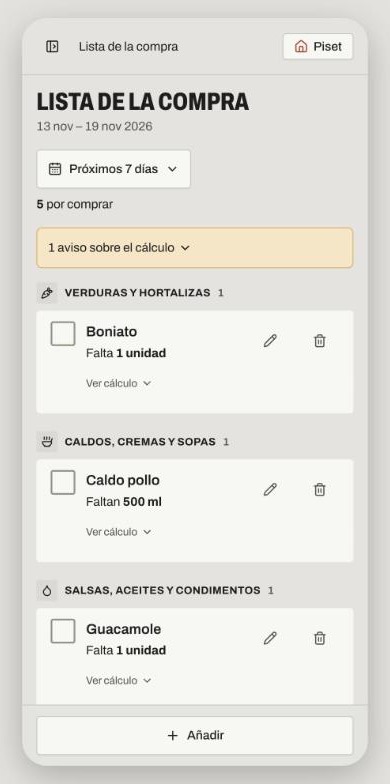 Lista de la compra
Piset
LISTA DE LA COMPRA
13 nov – 19 nov 2026
Próximos 7 días
5 por comprar
1 aviso sobre el cálculo
VERDURAS Y HORTALIZAS 1
Boniato
Falta 1 unidad
Ver cálculo
CALDOS, CREMAS Y SOPAS 1
Caldo pollo
Faltan 500 ml
Ver cálculo
SALSAS, ACEITES Y CONDIMENTOS 1
Guacamole
Falta 1 unidad
Ver cálculo
+ Añadir